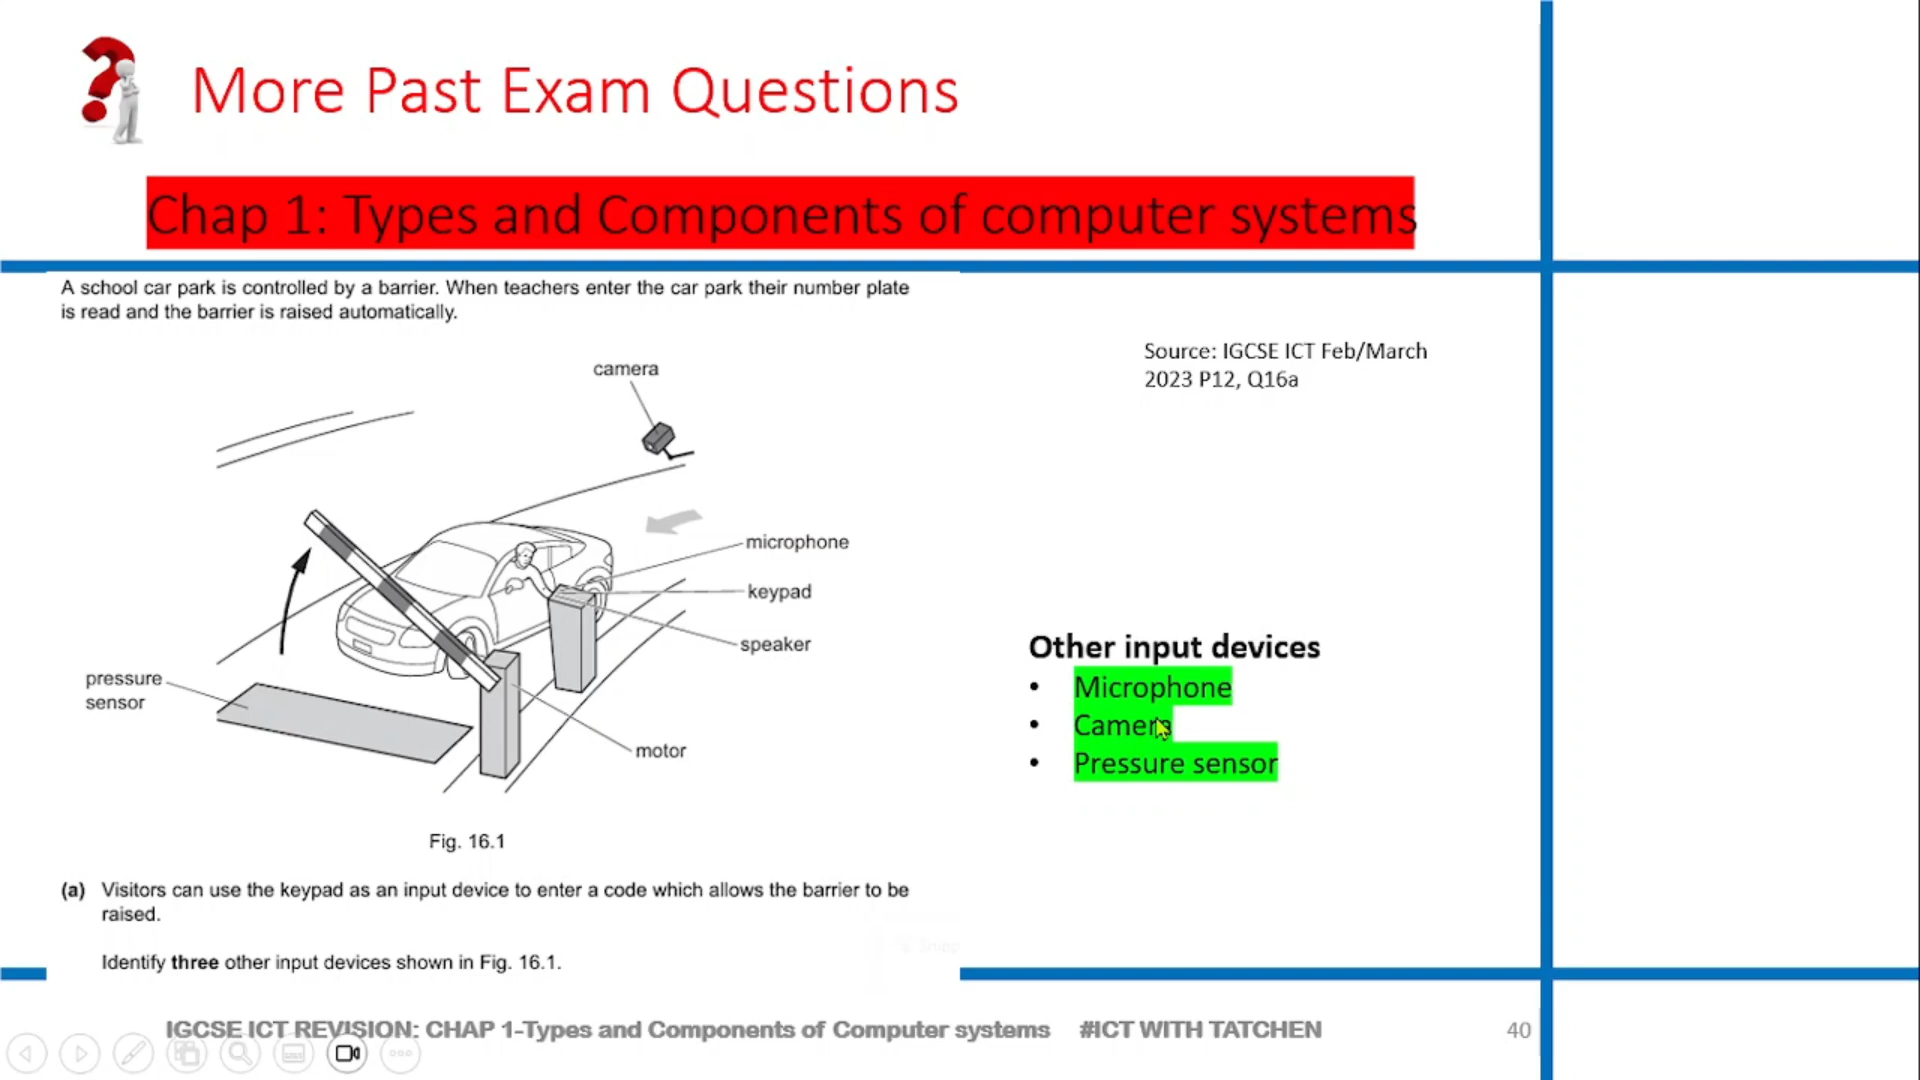 More Past Exam Questions
Chap 1: Types and Components of computer systems
A school car park is controlled by a barrier. When teachers enter the car park their number plate
is read and the barrier is raised automatically.
Source: IGCSE ICT Feb/March
2023 P12, Q16a
camera
microphone
keypad
speaker
pressure
sensor
motor
Fig. 16.1
Other input devices
• Microphone
• Camera
• Pressure sensor
(a) Visitors can use the keypad as an input device to enter a code which allows the barrier to be
raised.
Identify three other input devices shown in Fig. 16.1.
IGCSE ICT REVISION: CHAP 1-Types and Components of Computer systems #ICT WITH TATCHEN
40